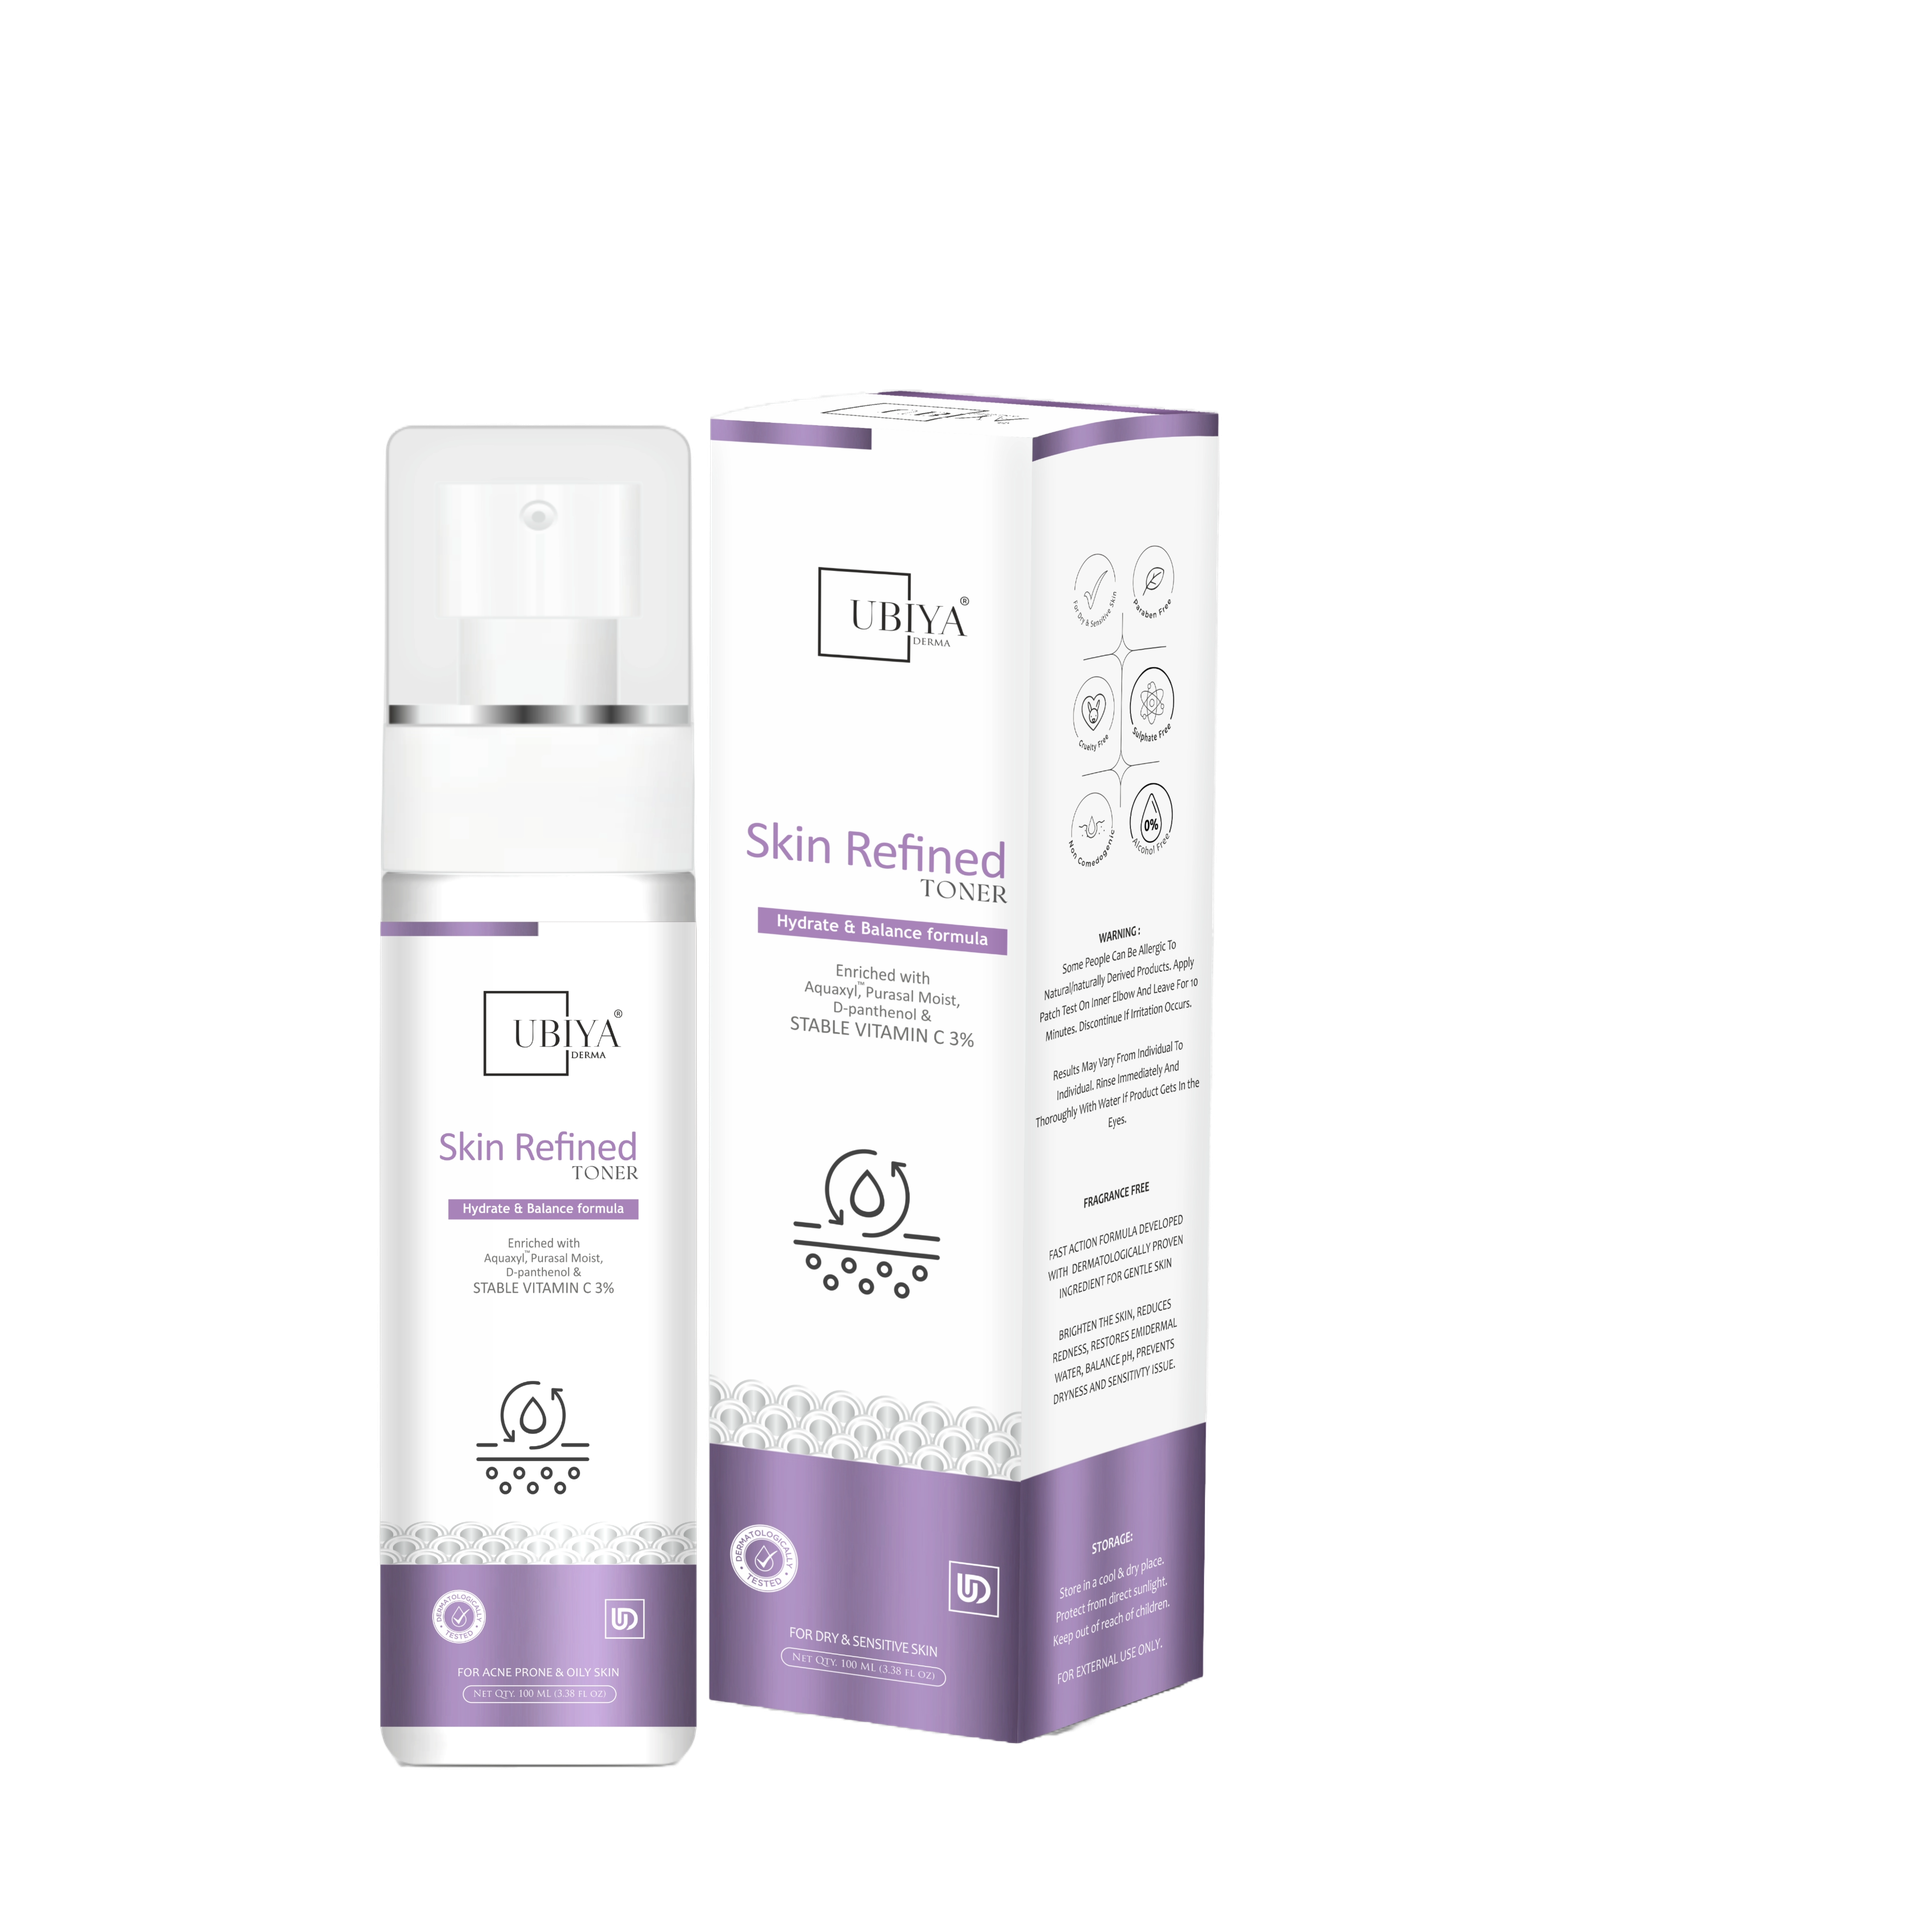 UBIYA®
DERMA
Skin Refined
TONER
Hydrate & Balance formula
Enriched with
Aquaxyl,™ Purasal Moist,
D-panthenol &
STABLE VITAMIN C 3%
DERMATOLOGICALLY
TESTED
UD
FOR ACNE PRONE & OILY SKIN
NET QTY. 100 ML (3.38 FL OZ)
UBIYA®
DERMA
Skin Refined
TONER
Hydrate & Balance formula
Enriched with
Aquaxyl,™ Purasal Moist,
D-panthenol &
STABLE VITAMIN C 3%
DERMATOLOGICALLY
TESTED
UD
FOR DRY & SENSITIVE SKIN
NET QTY. 100 ML (3.38 FL OZ)
For Dry & Sensitive Skin
Paraben Free
Cruelty Free
Sulphate Free
Non Comedogenic
0%
Alcohol Free
WARNING :
Some People Can Be Allergic To
Natural/naturally Derived Products. Apply
Patch Test On Inner Elbow And Leave For 10
Minutes. Discontinue If Irritation Occurs.
Results May Vary From Individual To
Individual. Rinse Immediately And
Thoroughly With Water If Product Gets In the
Eyes.
FRAGRANCE FREE
FAST ACTION FORMULA DEVELOPED
WITH DERMATOLOGICALLY PROVEN
INGREDIENT FOR GENTLE SKIN
BRIGHTEN THE SKIN, REDUCES
REDNESS, RESTORES EMIDERMAL
WATER, BALANCE pH, PREVENTS
DRYNESS AND SENSITIVTY ISSUE.
STORAGE:
Store in a cool & dry place.
Protect from direct sunlight.
Keep out of reach of children.
FOR EXTERNAL USE ONLY.